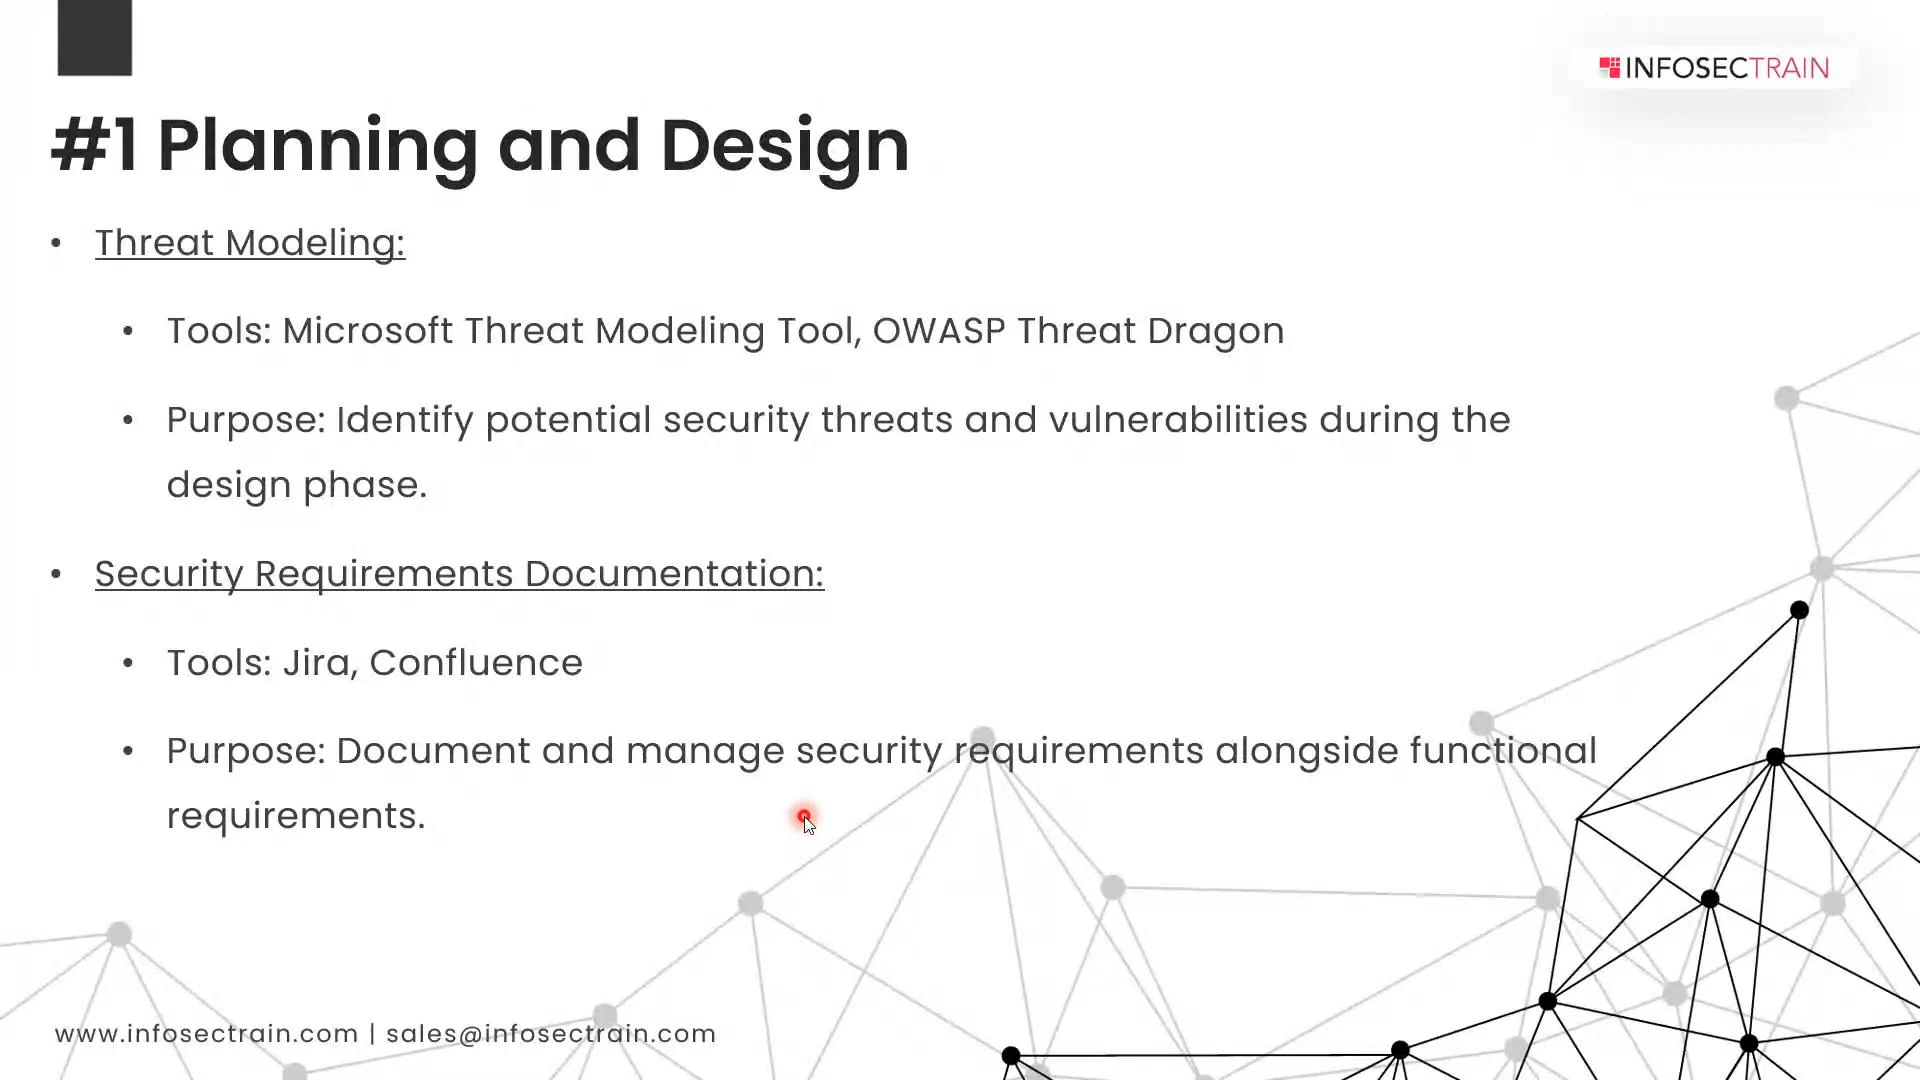 INFOSECTRAIN
#1 Planning and Design
• Threat Modeling:
• Tools: Microsoft Threat Modeling Tool, OWASP Threat Dragon
• Purpose: Identify potential security threats and vulnerabilities during the
design phase.
• Security Requirements Documentation:
• Tools: Jira, Confluence
• Purpose: Document and manage security requirements alongside functional
requirements.
www.infosectrain.com | sales@infosectrain.com